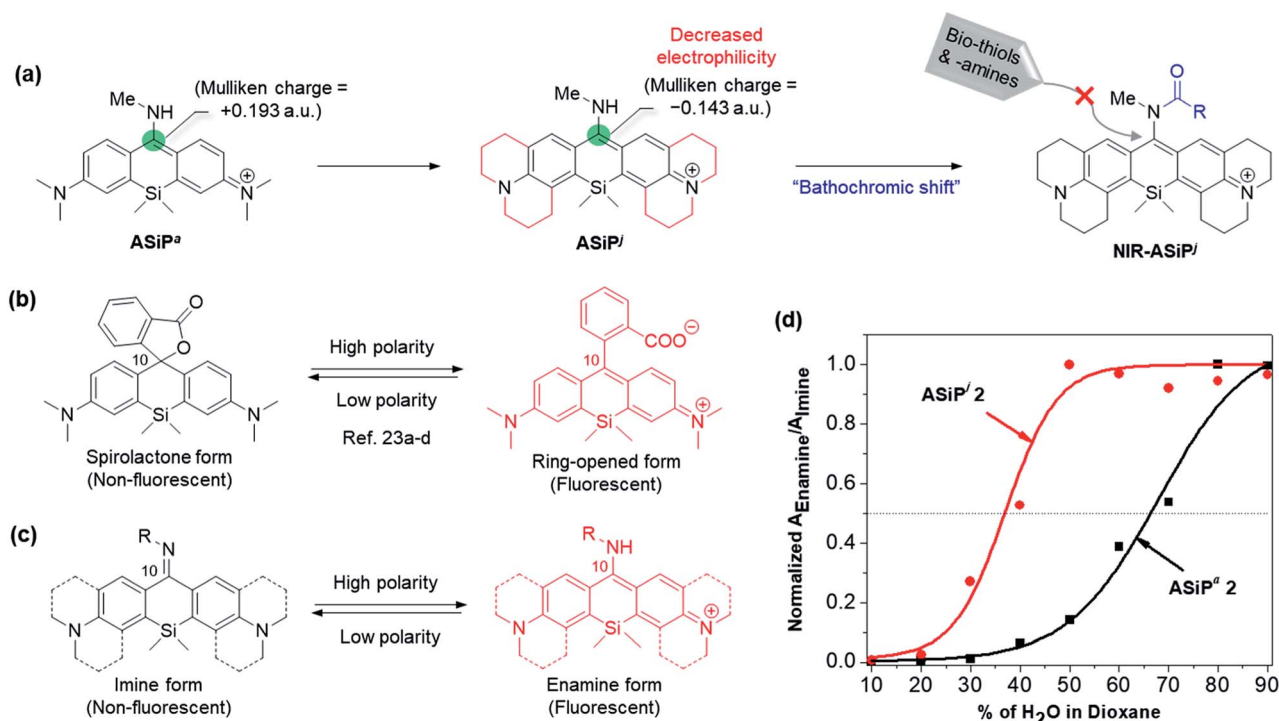 (a)
Me
NH
(Mulliken charge =
+0.193 a.u.)
N
Si
N
+
ASiPᵃ
Decreased
electrophilicity
Me
NH
(Mulliken charge =
−0.143 a.u.)
N
Si
N
+
ASiPʲ
"Bathochromic shift"
Bio-thiols
& -amines
Me
N
O
R
N
Si
N
+
NIR-ASiPʲ
(b)
O
O
10
N
Si
N
Spirolactone form
(Non-fluorescent)
High polarity
Low polarity
Ref. 23a-d
COO⊖
10
N
Si
N
+
Ring-opened form
(Fluorescent)
(c)
R
N
10
N
Si
N
Imine form
(Non-fluorescent)
High polarity
Low polarity
R
NH
10
N
Si
N
+
Enamine form
(Fluorescent)
(d)
Normalized A_Enamine/A_Imine
1.0
0.8
0.6
0.4
0.2
0.0
ASiPʲ 2
ASiPᵃ 2
10 20 30 40 50 60 70 80 90
% of H₂O in Dioxane